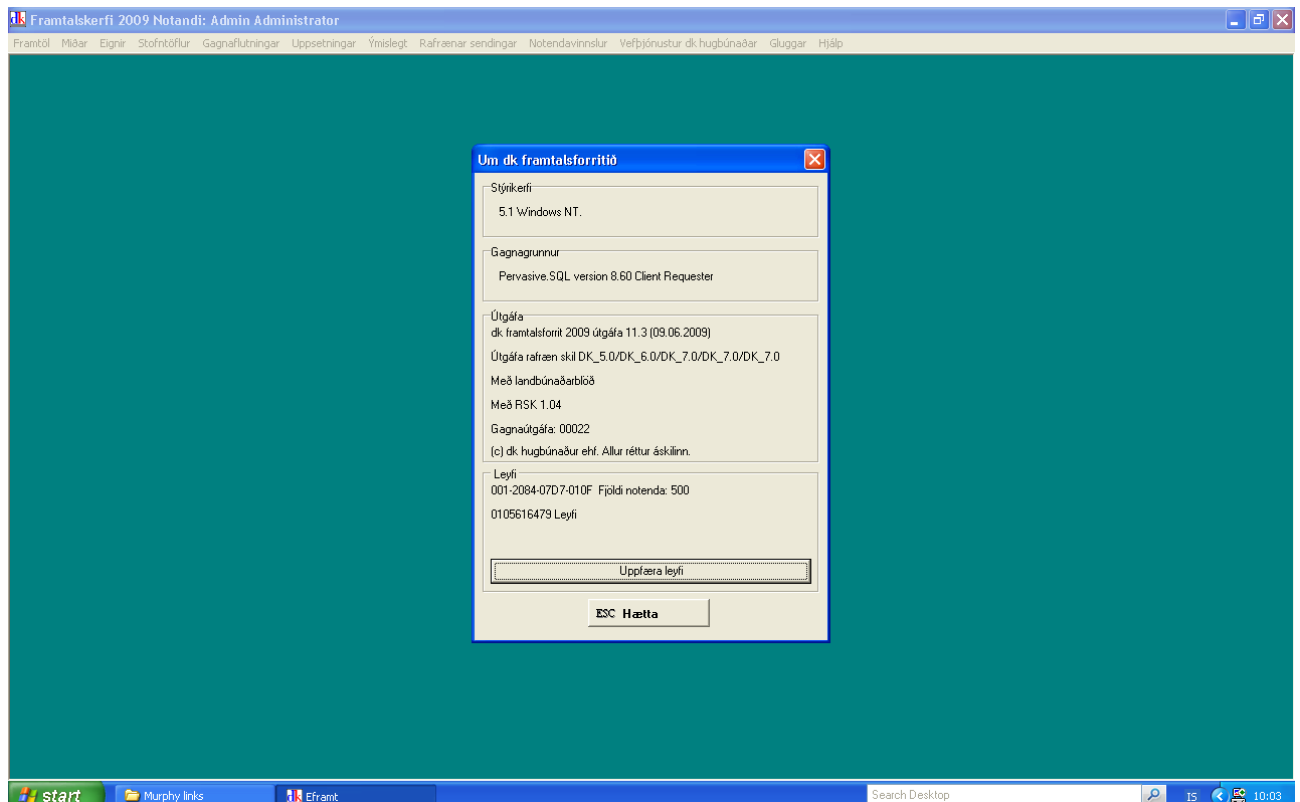 dk Framtalskerfi 2009 Notandi: Admin Administrator
Framtöl Miðar Eignir Stofntöflur Gagnaflutningar Uppsetningar Ýmislegt Rafrænar sendingar Notendavinnslur Vefþjónustur dk hugbúnaðar Gluggar Hjálp
Um dk framtalsforritið
Stýrikerfi
5.1 Windows NT.
Gagnagrunnur
Pervasive.SQL version 8.60 Client Requester
Útgáfa
dk framtalsforrit 2009 útgáfa 11.3 (09.06.2009)
Útgáfa rafræn skil DK_5.0/DK_6.0/DK_7.0/DK_7.0/DK_7.0
Með landbúnaðarblöð
Með RSK 1.04
Gagnaútgáfa: 00022
(c) dk hugbúnaður ehf. Allur réttur áskilinn.
Leyfi
001-2084-07D7-010F Fjöldi notenda: 500
0105616479 Leyfi
Uppfæra leyfi
ESC Hætta
start Murphy links dk Eframt Search Desktop IS 10:03